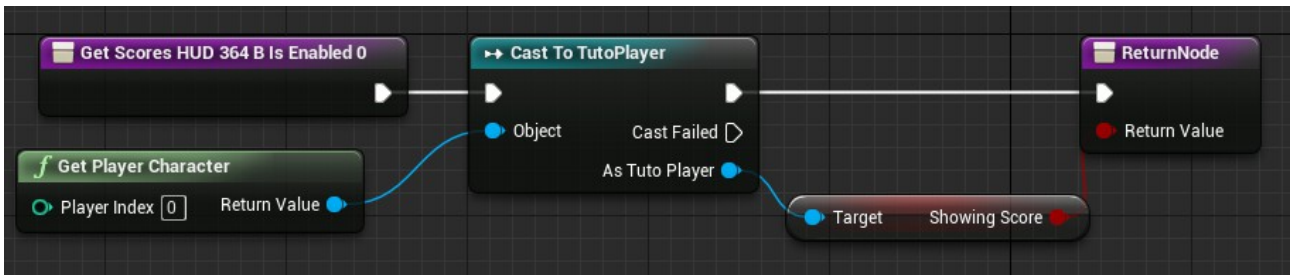 Get Scores HUD 364 B Is Enabled 0
Cast To TutoPlayer
ReturnNode
Object
Cast Failed
Return Value
As Tuto Player
f Get Player Character
Player Index 0
Return Value
Target
Showing Score